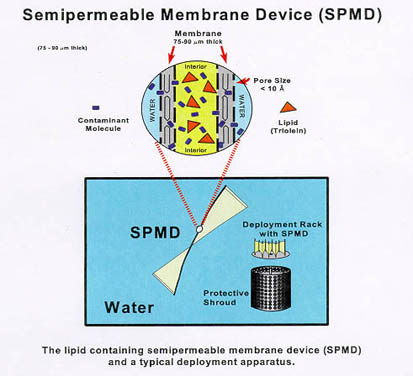 Semipermeable Membrane Device (SPMD)
(75 - 90 µm thick)
Membrane
75-90 µm thick
Interior
Pore Size
< 10 Å
WATER
WATER
Contaminant
Molecule
Lipid
(Triolein)
Interior
SPMD
Deployment Rack
with SPMD
Protective
Shroud
Water
The lipid containing semipermeable membrane device (SPMD)
and a typical deployment apparatus.